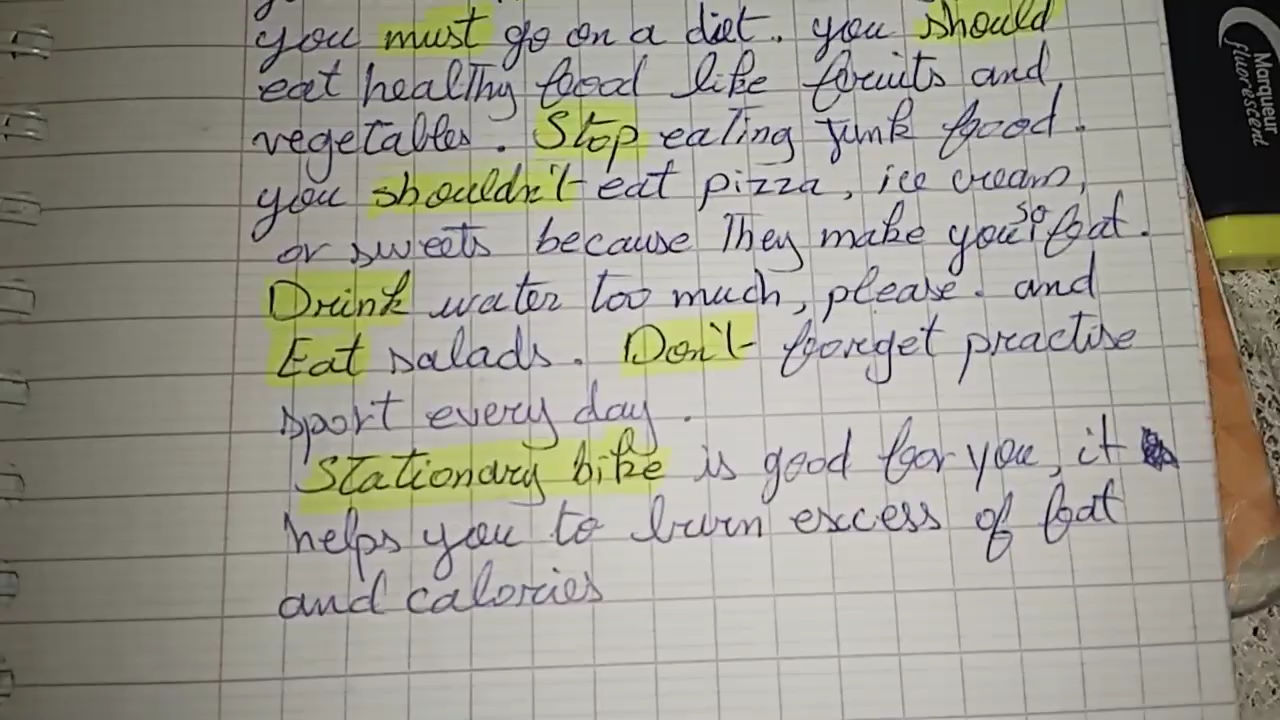 you must go on a diet. you should
eat healthy food like fruits and
vegetables. Stop eating junk food.
you shouldn't eat pizza, ice cream,
or sweets because they make you so fat.
Drink water too much, please. and
Eat salads. Don't forget practise
sport every day.
Stationary bike is good for you, it
helps you to burn excess of fat
and calories
Marqueur
fluorescent